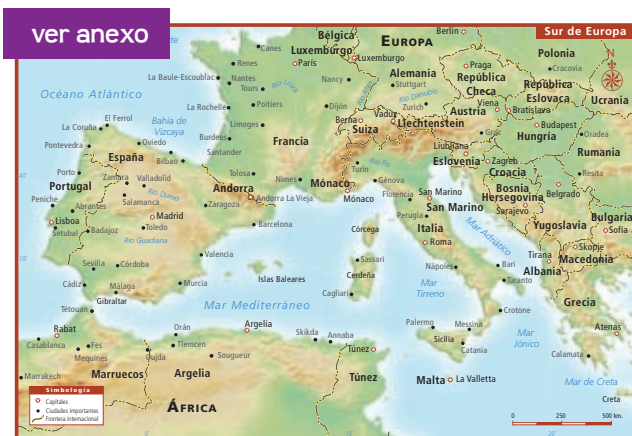 ver anexo
Sur de Europa
EUROPA
Bélgica
Berlín
Polonia
Cracovia
Luxemburgo
Luxemburgo
Canes
Renes
París
Praga
República
Checa
República
Eslovaca
Ucrania
La Baule-Escoublac
Nantes
Tours
Río Lora
Nancy
Alemania
Stuttgart
Río Rhin
Río Danubio
Viena
Bratislava
Océano Atlántico
La Rochelle
Poitiers
Dijón
Zurich
Austria
Budapest
Hungría
Bahía de
Vizcaya
Limoges
Berna
Vaduz
Liechtenstein
Suiza
Graz
Oradea
El Ferrol
La Coruña
Oviedo
Burdeos
Francia
Liubliana
Eslovenia
Zagreb
Rumania
Pontevedra
España
Bilbao
Santander
Turín
Río Po
Croacia
Resita
Porto
Zamora
Valladolid
Tolosa
Nimes
Mónaco
Génova
Bosnia
Hersegovina
Belgrado
Portugal
Río Duero
Andorra
Andorra La Vieja
Mónaco
Florencia
San Marino
San Marino
Sarajevo
Peniche
Abrantes
Salamanca
Zaragoza
Perugia
Yugoslavia
Bulgaria
Sofía
Lisboa
Setubal
Badajoz
Madrid
Toledo
Barcelona
Córcega
Italia
Roma
Mar Adriático
Skopje
Macedonia
Río Guadiana
Valencia
Tirana
Albania
Sevilla
Córdoba
Islas Baleares
Sassari
Cerdeña
Nápoles
Bari
Taranto
Grecia
Cádiz
Málaga
Murcia
Cagliari
Mar
Tirreno
Gibraltar
Mar Mediterráneo
Crotone
Tétouan
Rabat
Orán
Argelia
Skikda
Annaba
Palermo
Messina
Mar
Jónico
Atenas
Casablanca
Fes
Mequines
Oujda
Tlemcen
Sougueur
Túnez
Sicilia
Catania
Calamata
Marrakech
Marruecos
Argelia
Túnez
Malta
La Valletta
Mar de Creta
Creta
ÁFRICA
Simbología
Capitales
Ciudades importantes
Frontera internacional
0 250 500 km.